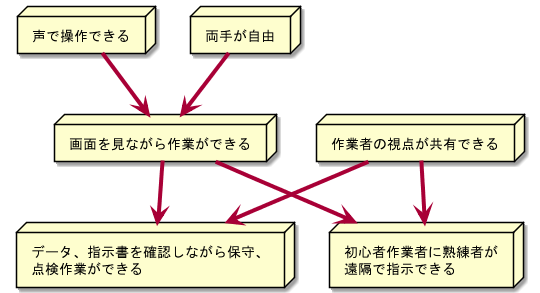 声で操作できる
両手が自由
画面を見ながら作業ができる
作業者の視点が共有できる
データ、指示書を確認しながら保守、
点検作業ができる
初心者作業者に熟練者が
遠隔で指示できる